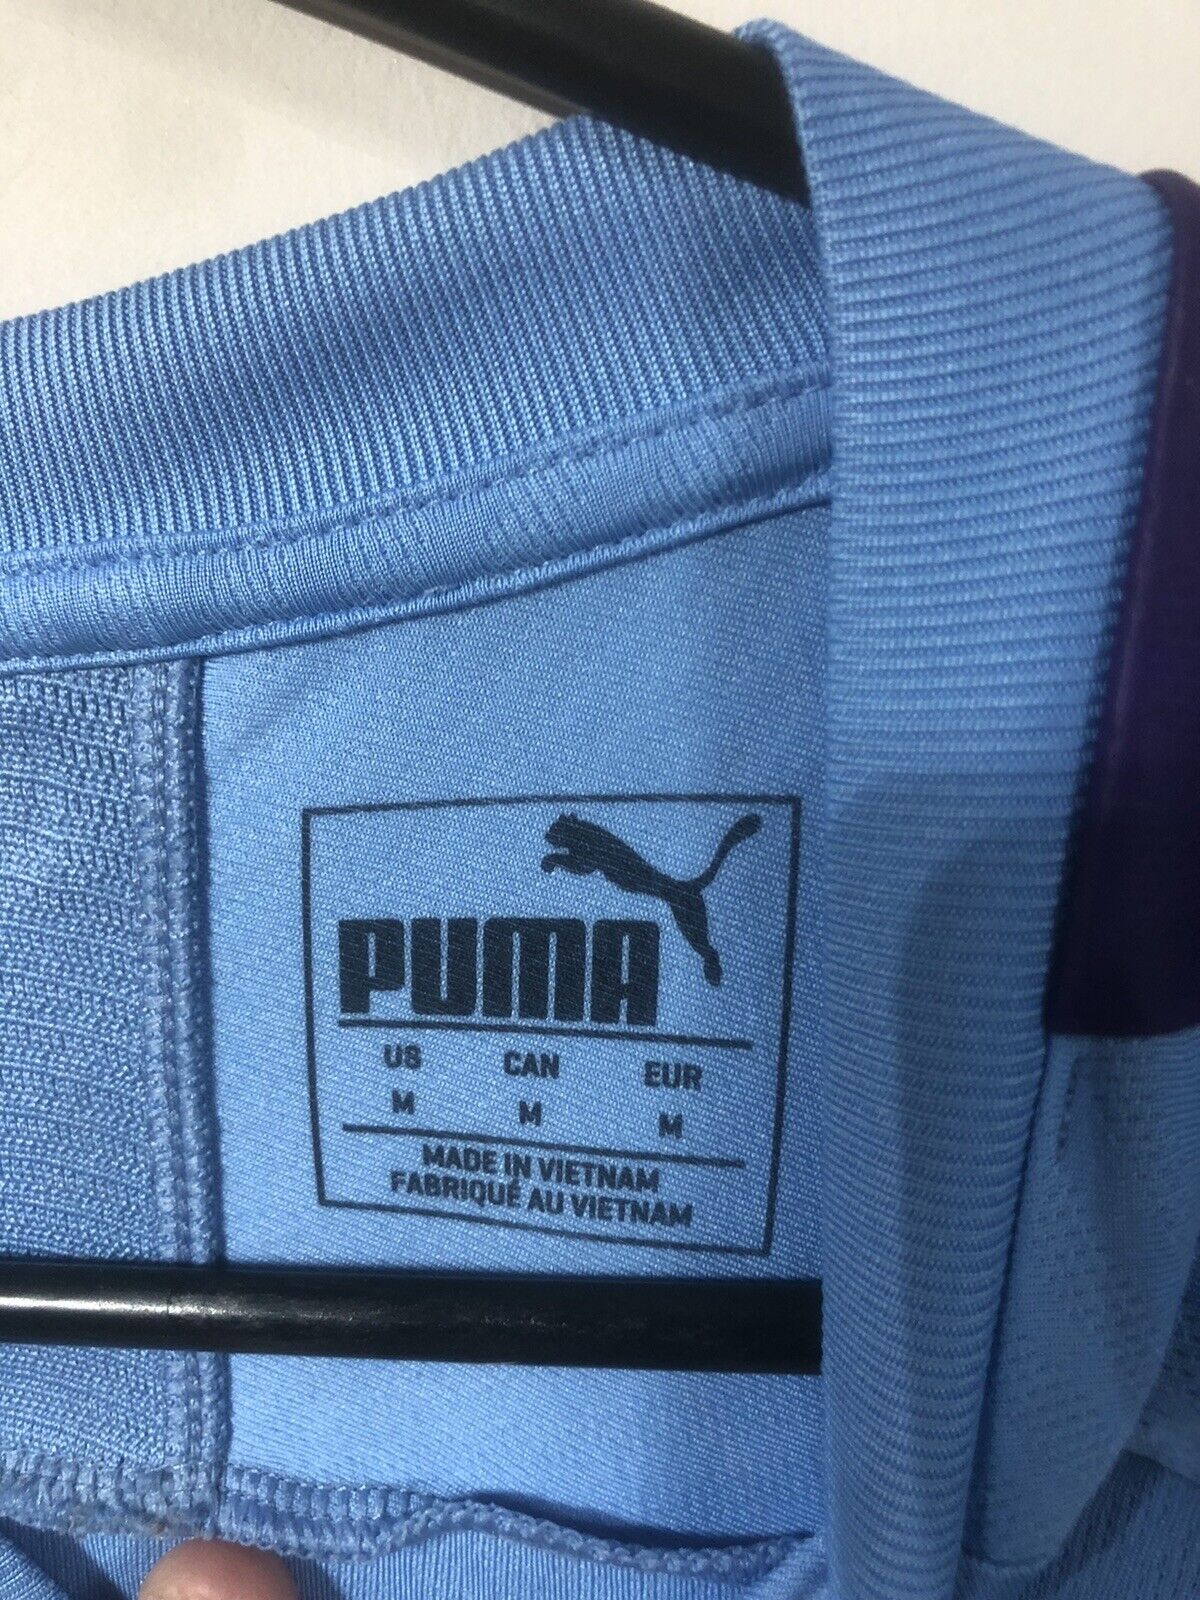 PUMA
US CAN EUR
M M M
MADE IN VIETNAM
FABRIQUÉ AU VIETNAM